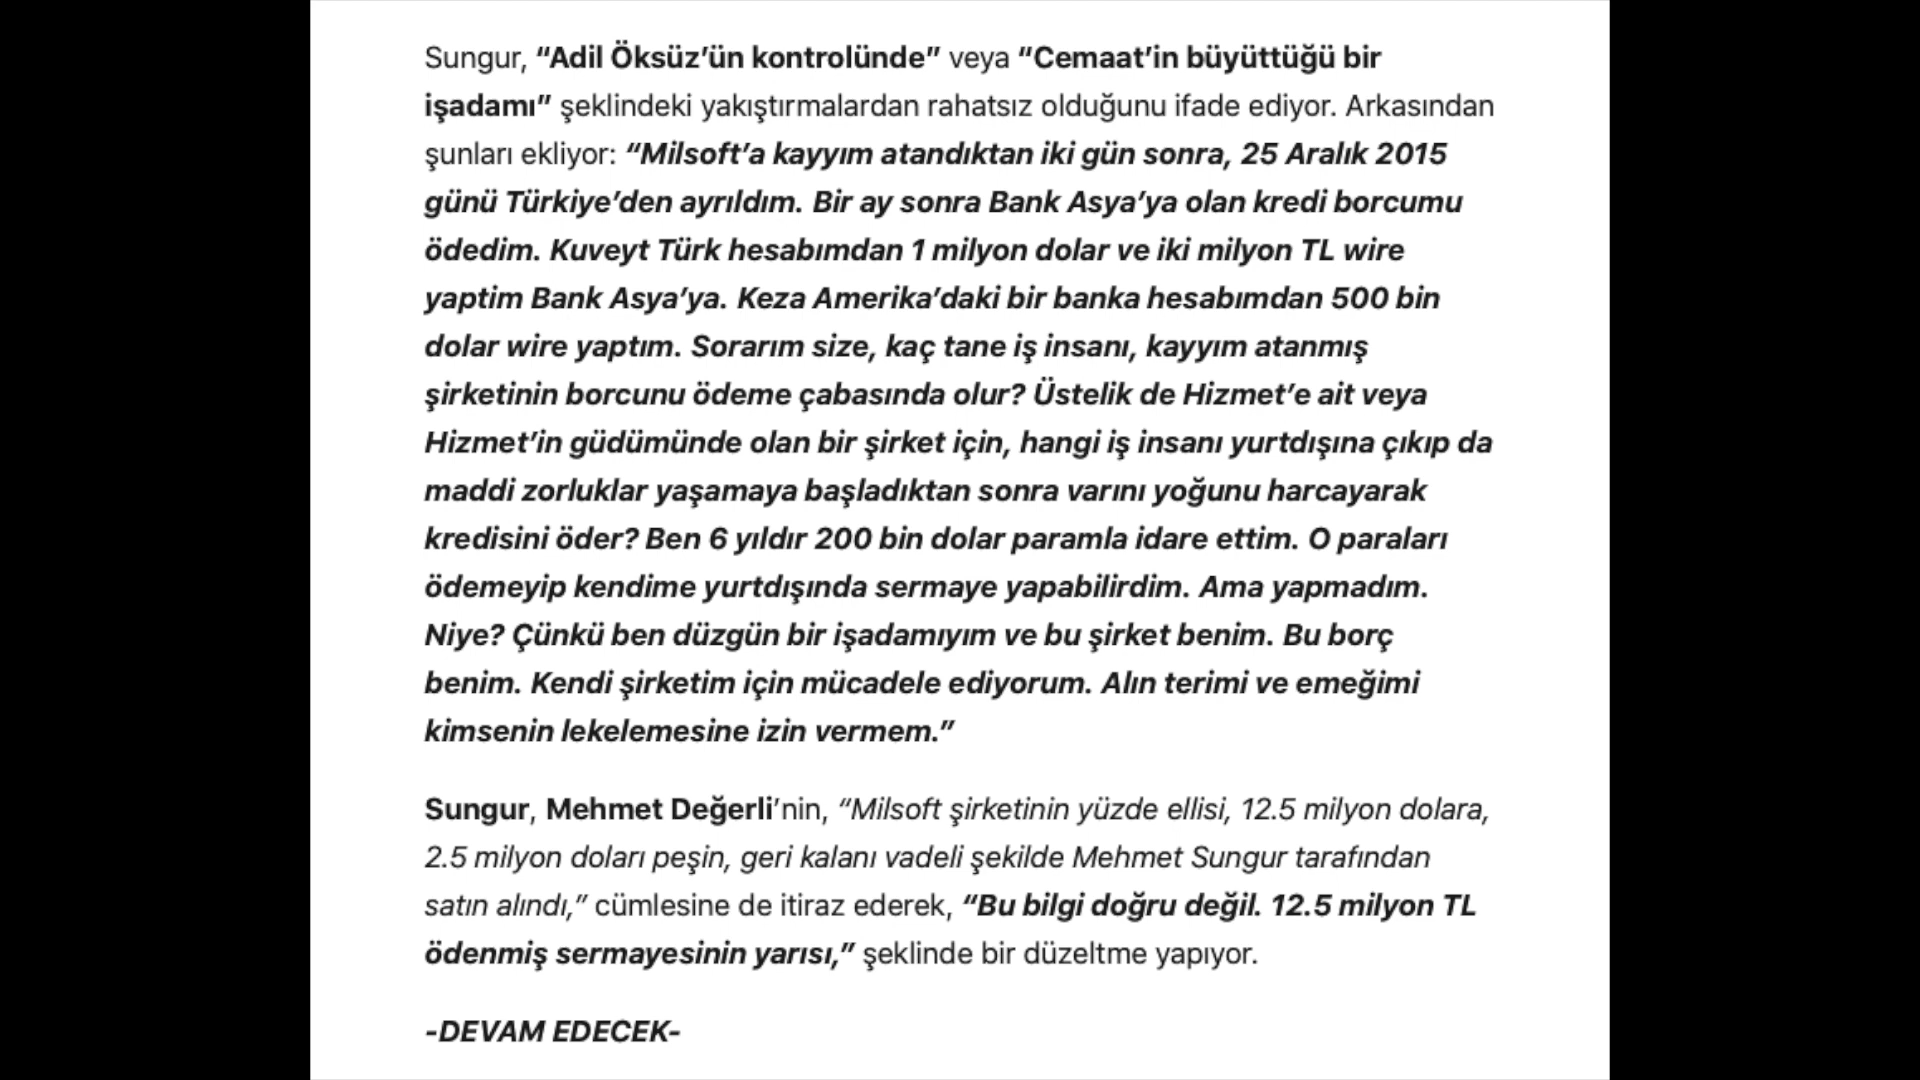 Sungur, “Adil Öksüz’ün kontrolünde” veya “Cemaat’in büyüttüğü bir
işadamı” şeklindeki yakıştırmalardan rahatsız olduğunu ifade ediyor. Arkasından
şunları ekliyor: “Milsoft’a kayyım atandıktan iki gün sonra, 25 Aralık 2015
günü Türkiye’den ayrıldım. Bir ay sonra Bank Asya’ya olan kredi borcumu
ödedim. Kuveyt Türk hesabımdan 1 milyon dolar ve iki milyon TL wire
yaptim Bank Asya’ya. Keza Amerika’daki bir banka hesabımdan 500 bin
dolar wire yaptım. Sorarım size, kaç tane iş insanı, kayyım atanmış
şirketinin borcunu ödeme çabasında olur? Üstelik de Hizmet’e ait veya
Hizmet’in güdümünde olan bir şirket için, hangi iş insanı yurtdışına çıkıp da
maddi zorluklar yaşamaya başladıktan sonra varını yoğunu harcayarak
kredisini öder? Ben 6 yıldır 200 bin dolar paramla idare ettim. O paraları
ödemeyip kendime yurtdışında sermaye yapabilirdim. Ama yapmadım.
Niye? Çünkü ben düzgün bir işadamıyım ve bu şirket benim. Bu borç
benim. Kendi şirketim için mücadele ediyorum. Alın terimi ve emeğimi
kimsenin lekelemesine izin vermem.”
Sungur, Mehmet Değerli’nin, “Milsoft şirketinin yüzde ellisi, 12.5 milyon dolara,
2.5 milyon doları peşin, geri kalanı vadeli şekilde Mehmet Sungur tarafından
satın alındı,” cümlesine de itiraz ederek, “Bu bilgi doğru değil. 12.5 milyon TL
ödenmiş sermayesinin yarısı,” şeklinde bir düzeltme yapıyor.
-DEVAM EDECEK-